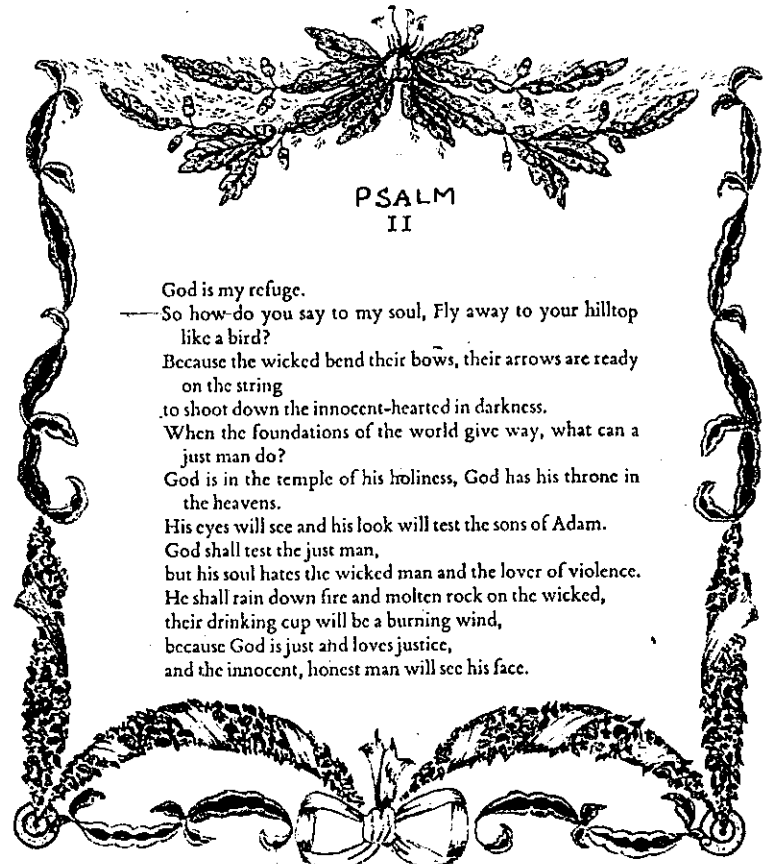 PSALM
II
God is my refuge.
So how do you say to my soul, Fly away to your hilltop
like a bird?
Because the wicked bend their bows, their arrows are ready
on the string
to shoot down the innocent-hearted in darkness.
When the foundations of the world give way, what can a
just man do?
God is in the temple of his holiness, God has his throne in
the heavens.
His eyes will see and his look will test the sons of Adam.
God shall test the just man,
but his soul hates the wicked man and the lover of violence.
He shall rain down fire and molten rock on the wicked,
their drinking cup will be a burning wind,
because God is just and loves justice,
and the innocent, honest man will see his face.